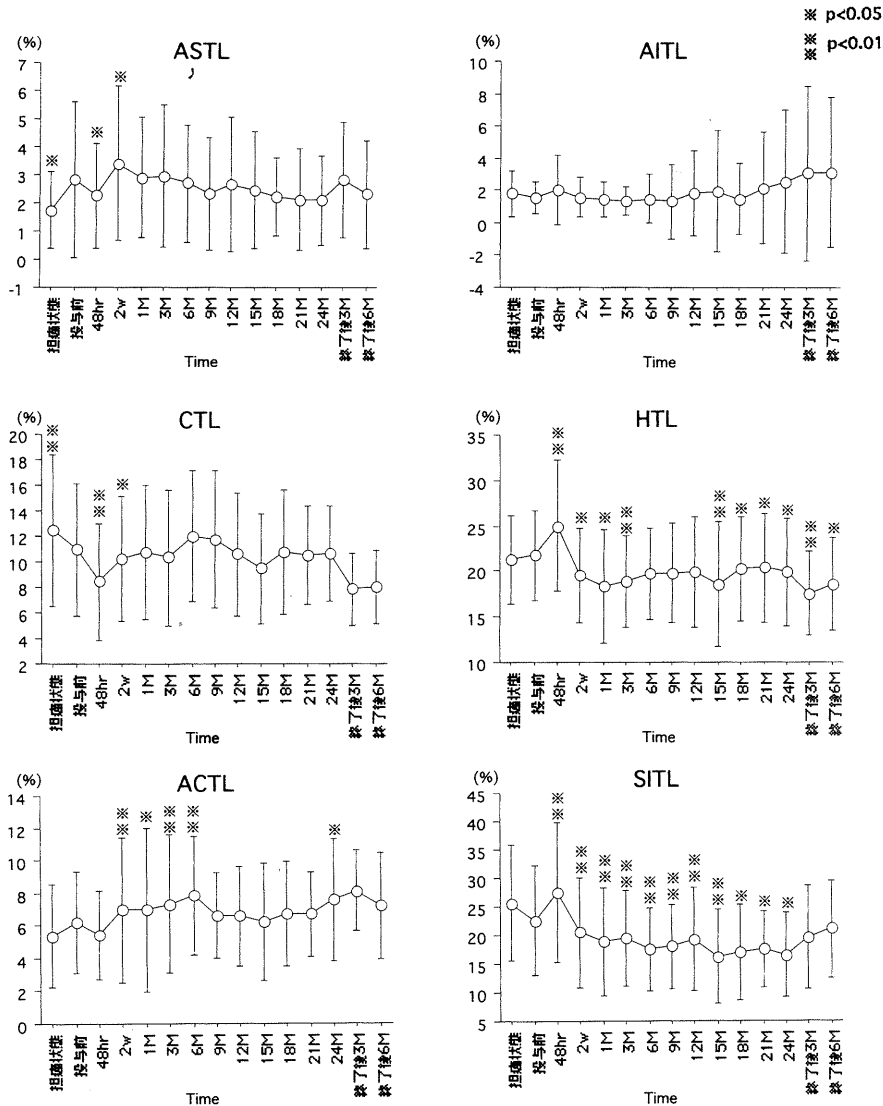 ※ p<0.05
※※ p<0.01
(%)
ASTL
7
6
5
4
3
2
1
0
-1
※
※
※
担癌状態
投与前
48hr
2w
1M
3M
6M
9M
12M
15M
18M
21M
24M
終了後3M
終了後6M
Time
AITL
10
8
6
4
2
0
-2
-4
担癌状態
投与前
48hr
2w
1M
3M
6M
9M
12M
15M
18M
21M
24M
終了後3M
終了後6M
Time
(%)
CTL
20
18
16
14
12
10
8
6
4
2
※※
※※
※
担癌状態
投与前
48hr
2w
1M
3M
6M
9M
12M
15M
18M
21M
24M
終了後3M
終了後6M
Time
(%)
HTL
35
30
25
20
15
10
※※
※
※
※※
※※
※
※
※
※※
※
担癌状態
投与前
48hr
2w
1M
3M
6M
9M
12M
15M
18M
21M
24M
終了後3M
終了後6M
Time
(%)
ACTL
14
12
10
8
6
4
2
0
※※
※
※※
※※
※
担癌状態
投与前
48hr
2w
1M
3M
6M
9M
12M
15M
18M
21M
24M
終了後3M
終了後6M
Time
(%)
SITL
45
40
35
30
25
20
15
10
5
※※
※※
※※
※※
※※
※※
※※
※※
※
※
※
担癌状態
投与前
48hr
2w
1M
3M
6M
9M
12M
15M
18M
21M
24M
終了後3M
終了後6M
Time